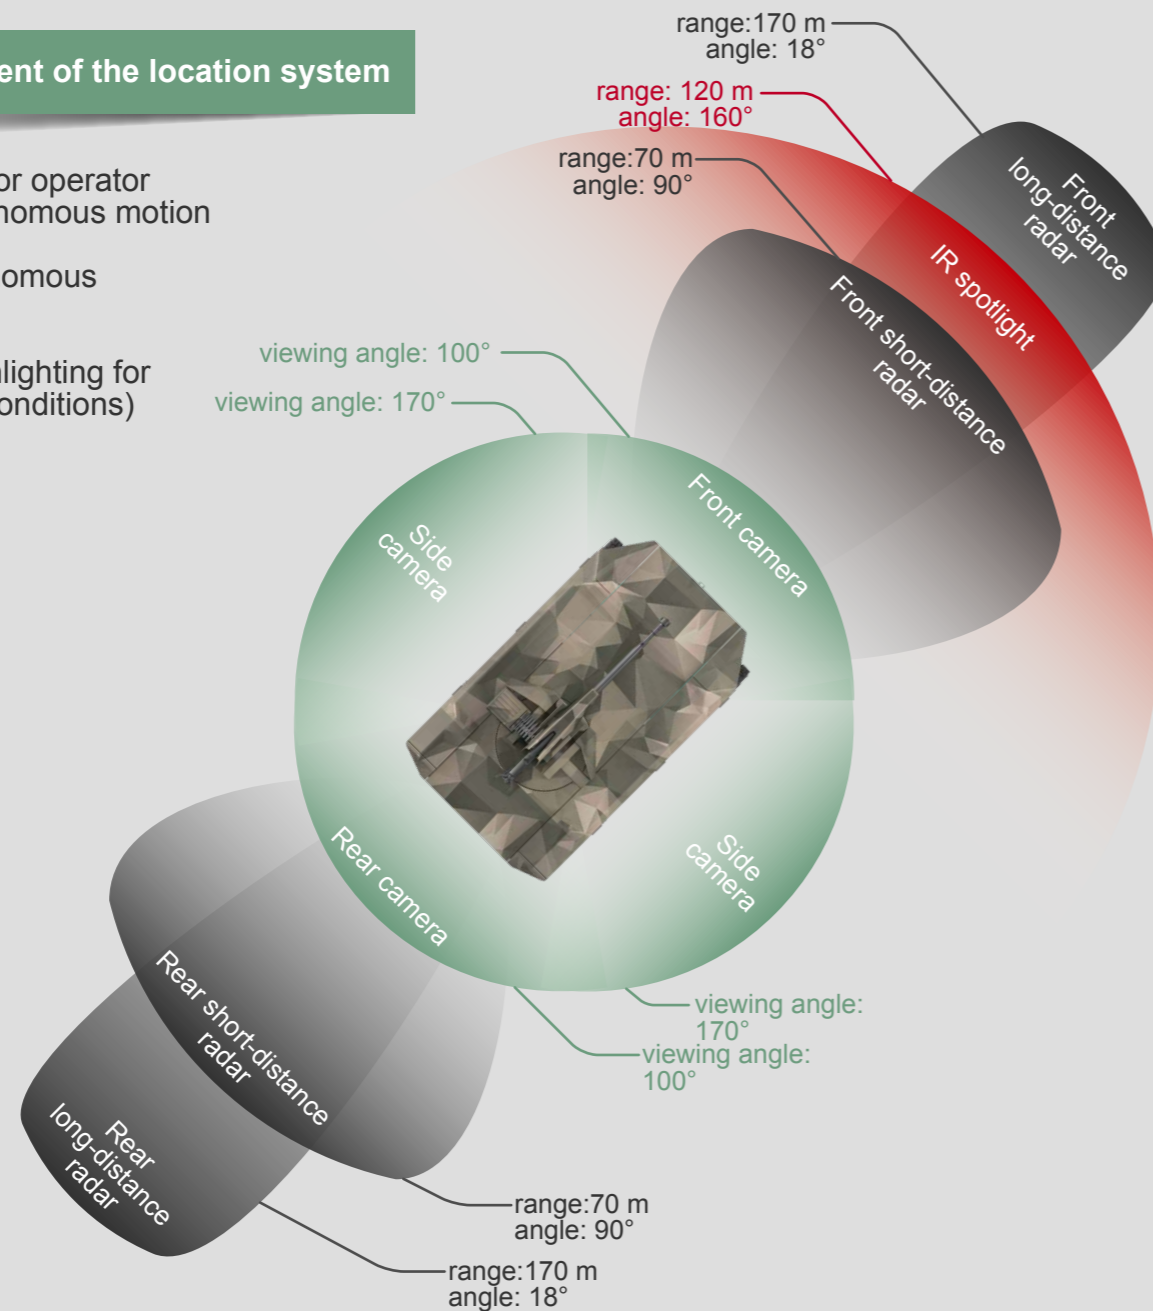 ent of the location system
range:170 m
angle: 18°
range: 120 m
angle: 160°
range:70 m
angle: 90°
or operator
nomous motion
omous
lighting for
onditions)
Front
long-distance
radar
IR spotlight
Front short-distance
radar
viewing angle: 100°
viewing angle: 170°
Side
camera
Front camera
Rear camera
Side
camera
Rear short-distance
radar
Rear
long-distance
radar
viewing angle:
170°
viewing angle:
100°
range:70 m
angle: 90°
range:170 m
angle: 18°